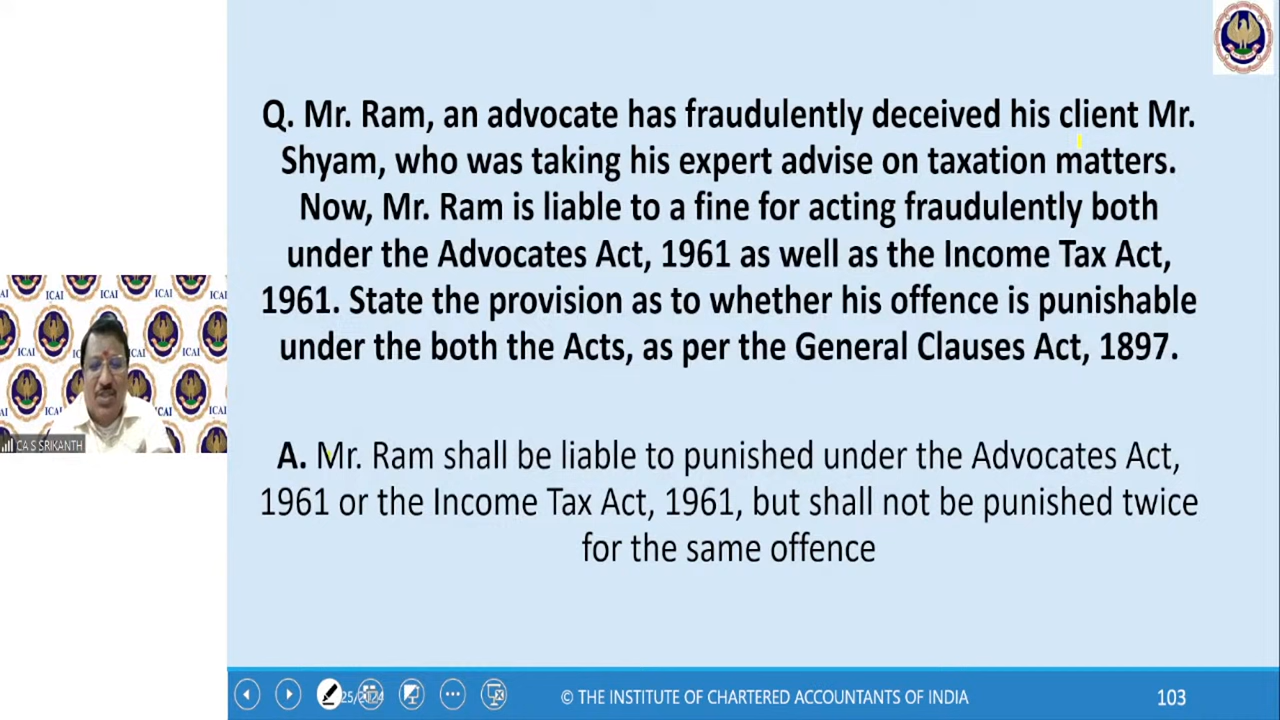 Q. Mr. Ram, an advocate has fraudulently deceived his client Mr.
Shyam, who was taking his expert advise on taxation matters.
Now, Mr. Ram is liable to a fine for acting fraudulently both
under the Advocates Act, 1961 as well as the Income Tax Act,
1961. State the provision as to whether his offence is punishable
under the both the Acts, as per the General Clauses Act, 1897.
A. Mr. Ram shall be liable to punished under the Advocates Act,
1961 or the Income Tax Act, 1961, but shall not be punished twice
for the same offence
ICAI
ICAI
ICAI
CA S SRIKANTH
© THE INSTITUTE OF CHARTERED ACCOUNTANTS OF INDIA
103